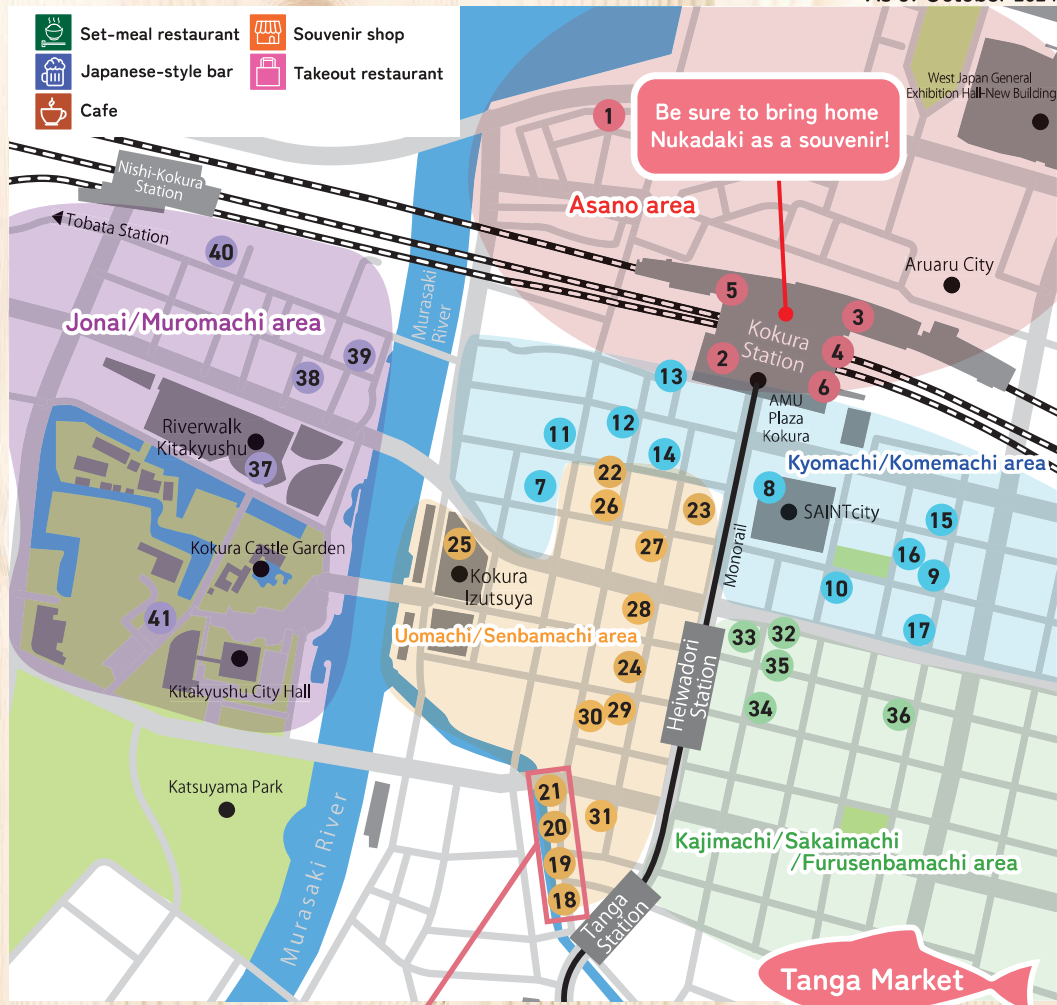 As of October 2024
Set-meal restaurant
Souvenir shop
Japanese-style bar
Takeout restaurant
Cafe
West Japan General
Exhibition Hall-New Building
Be sure to bring home
Nukadaki as a souvenir!
1
Asano area
Nishi-Kokura
Station
Tobata Station
40
Murasaki
River
Aruaru City
5
3
Kokura
Station
2
4
6
AMU
Plaza
Kokura
Jonai/Muromachi area
39
38
13
12
11
14
Riverwalk
Kitakyushu
37
Kyomachi/Komemachi area
22
7
8
26
23
SAINTcity
15
Monorail
25
27
16
9
Kokura Castle Garden
Kokura
Izutsuya
10
28
41
Uomachi/Senbamachi area
17
33
32
24
35
Heiwadori
Station
Kitakyushu City Hall
30
29
34
36
Katsuyama Park
21
31
20
Kajimachi/Sakaimachi
/Furusenbamachi area
19
18
Murasaki River
Tanga
Station
Tanga Market